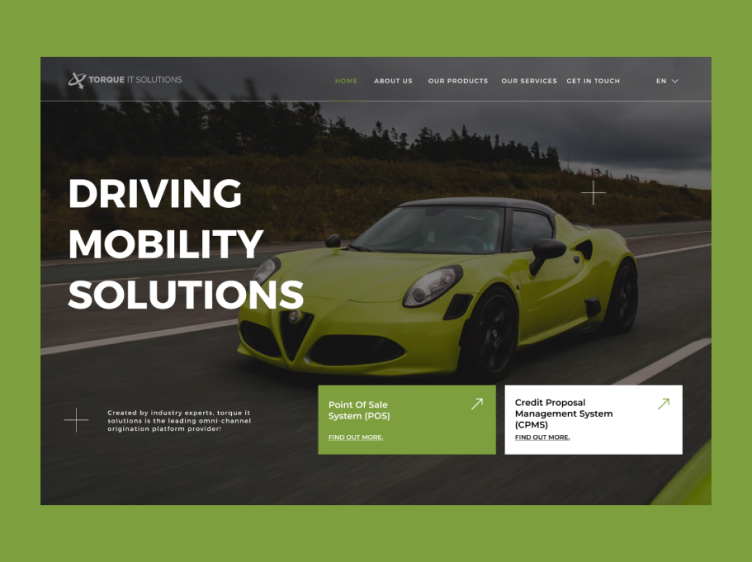 TORQUE IT SOLUTIONS
HOME ABOUT US OUR PRODUCTS OUR SERVICES GET IN TOUCH EN
DRIVING
MOBILITY
SOLUTIONS
Created by industry experts, torque it
solutions is the leading omni-channel
origination platform provider!
Point Of Sale
System (POS)
FIND OUT MORE.
Credit Proposal
Management System
(CPMS)
FIND OUT MORE.